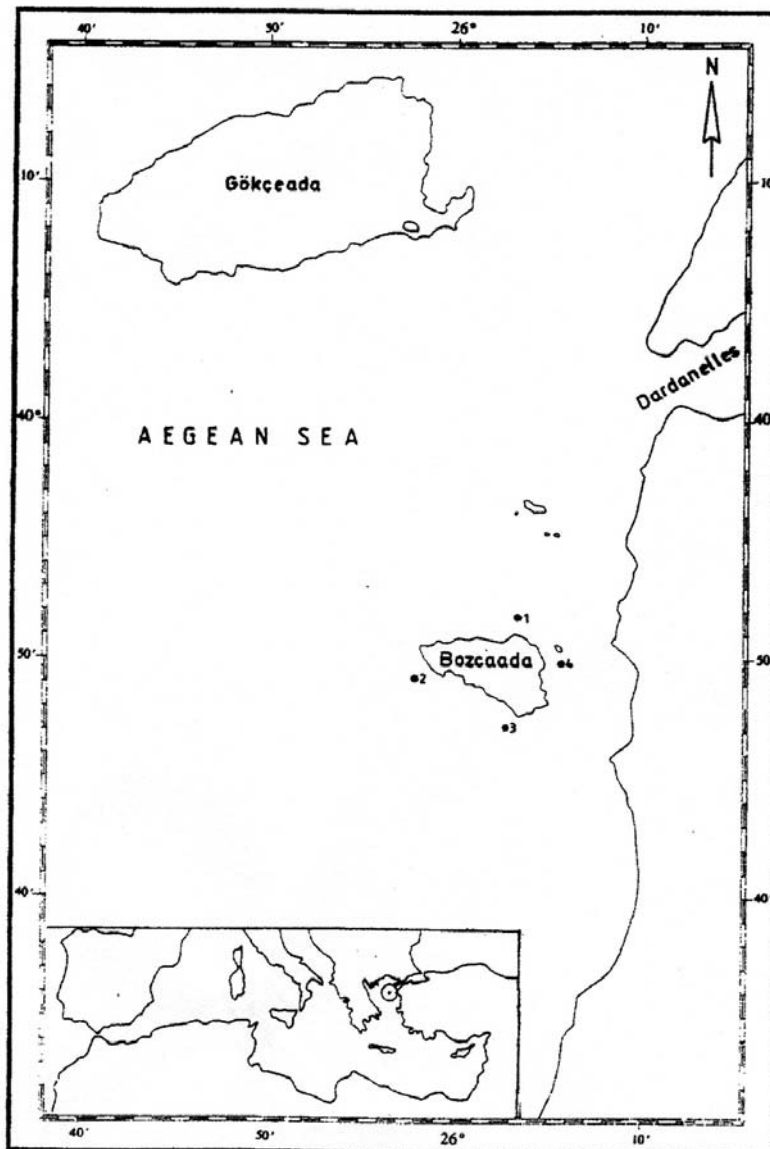 40′ 50′ 26° 10′
N
Gökçeada
10′ 10′
Dardanelles
40° 40°
AEGEAN SEA
1
50′ Bozcaada 4 50′
2
3
40′ 40′
40′ 50′ 26° 10′